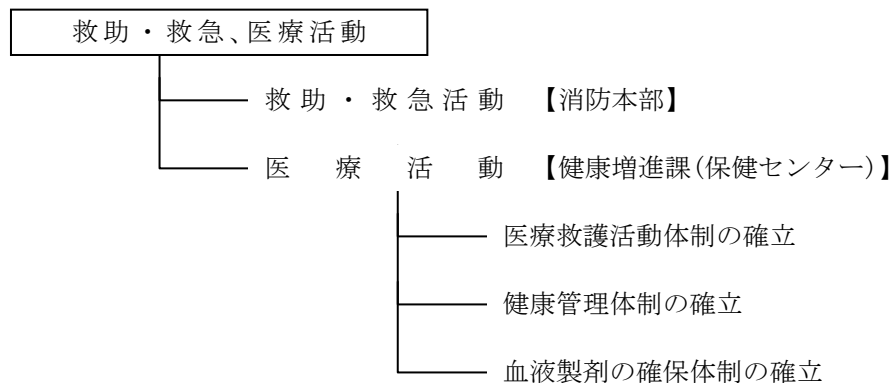 救助・救急、医療活動
救助・救急活動 【消防本部】
医療活動 【健康増進課(保健センター)】
医療救護活動体制の確立
健康管理体制の確立
血液製剤の確保体制の確立